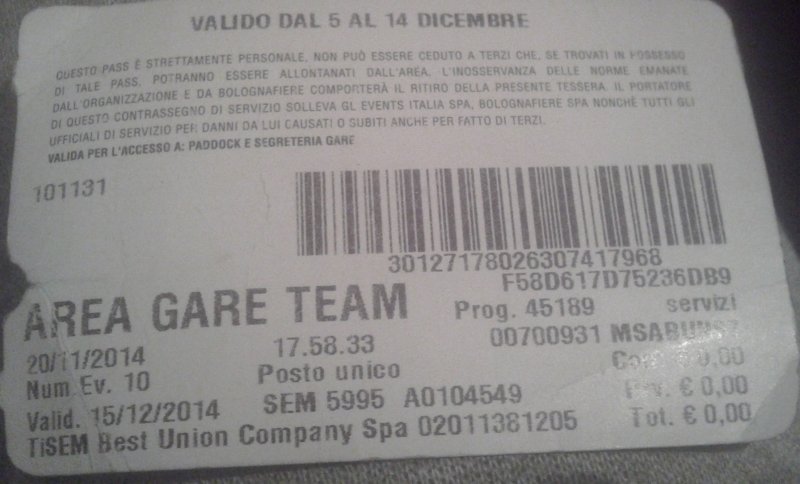 VALIDO DAL 5 AL 14 DICEMBRE
QUESTO PASS È STRETTAMENTE PERSONALE, NON PUÒ ESSERE CEDUTO A TERZI CHE, SE TROVATI IN POSSESSO
DI TALE PASS, POTRANNO ESSERE ALLONTANATI DALL'AREA. L'INOSSERVANZA DELLE NORME EMANATE
DALL'ORGANIZZAZIONE E DA BOLOGNAFIERE COMPORTERÀ IL RITIRO DELLA PRESENTE TESSERA. IL PORTATORE
DI QUESTO CONTRASSEGNO DI SERVIZIO SOLLEVA GL EVENTS ITALIA SPA, BOLOGNAFIERE SPA NONCHÈ TUTTI GLI
UFFICIALI DI SERVIZIO PER DANNI DA LUI CAUSATI O SUBITI ANCHE PER FATTO DI TERZI.
VALIDA PER L'ACCESSO A: PADDOCK E SEGRETERIA GARE
101131
301271178026307417968
F58D617D75236DB9
AREA GARE TEAM
Prog. 45189 servizi
20/11/2014 17.58.33 00700931
Num Ev. 10 Posto unico 0,00
Valid. 15/12/2014 SEM 5995 A0104549 € 0,00
TiSEM Best Union Company Spa 02011381205 Tot. € 0,00